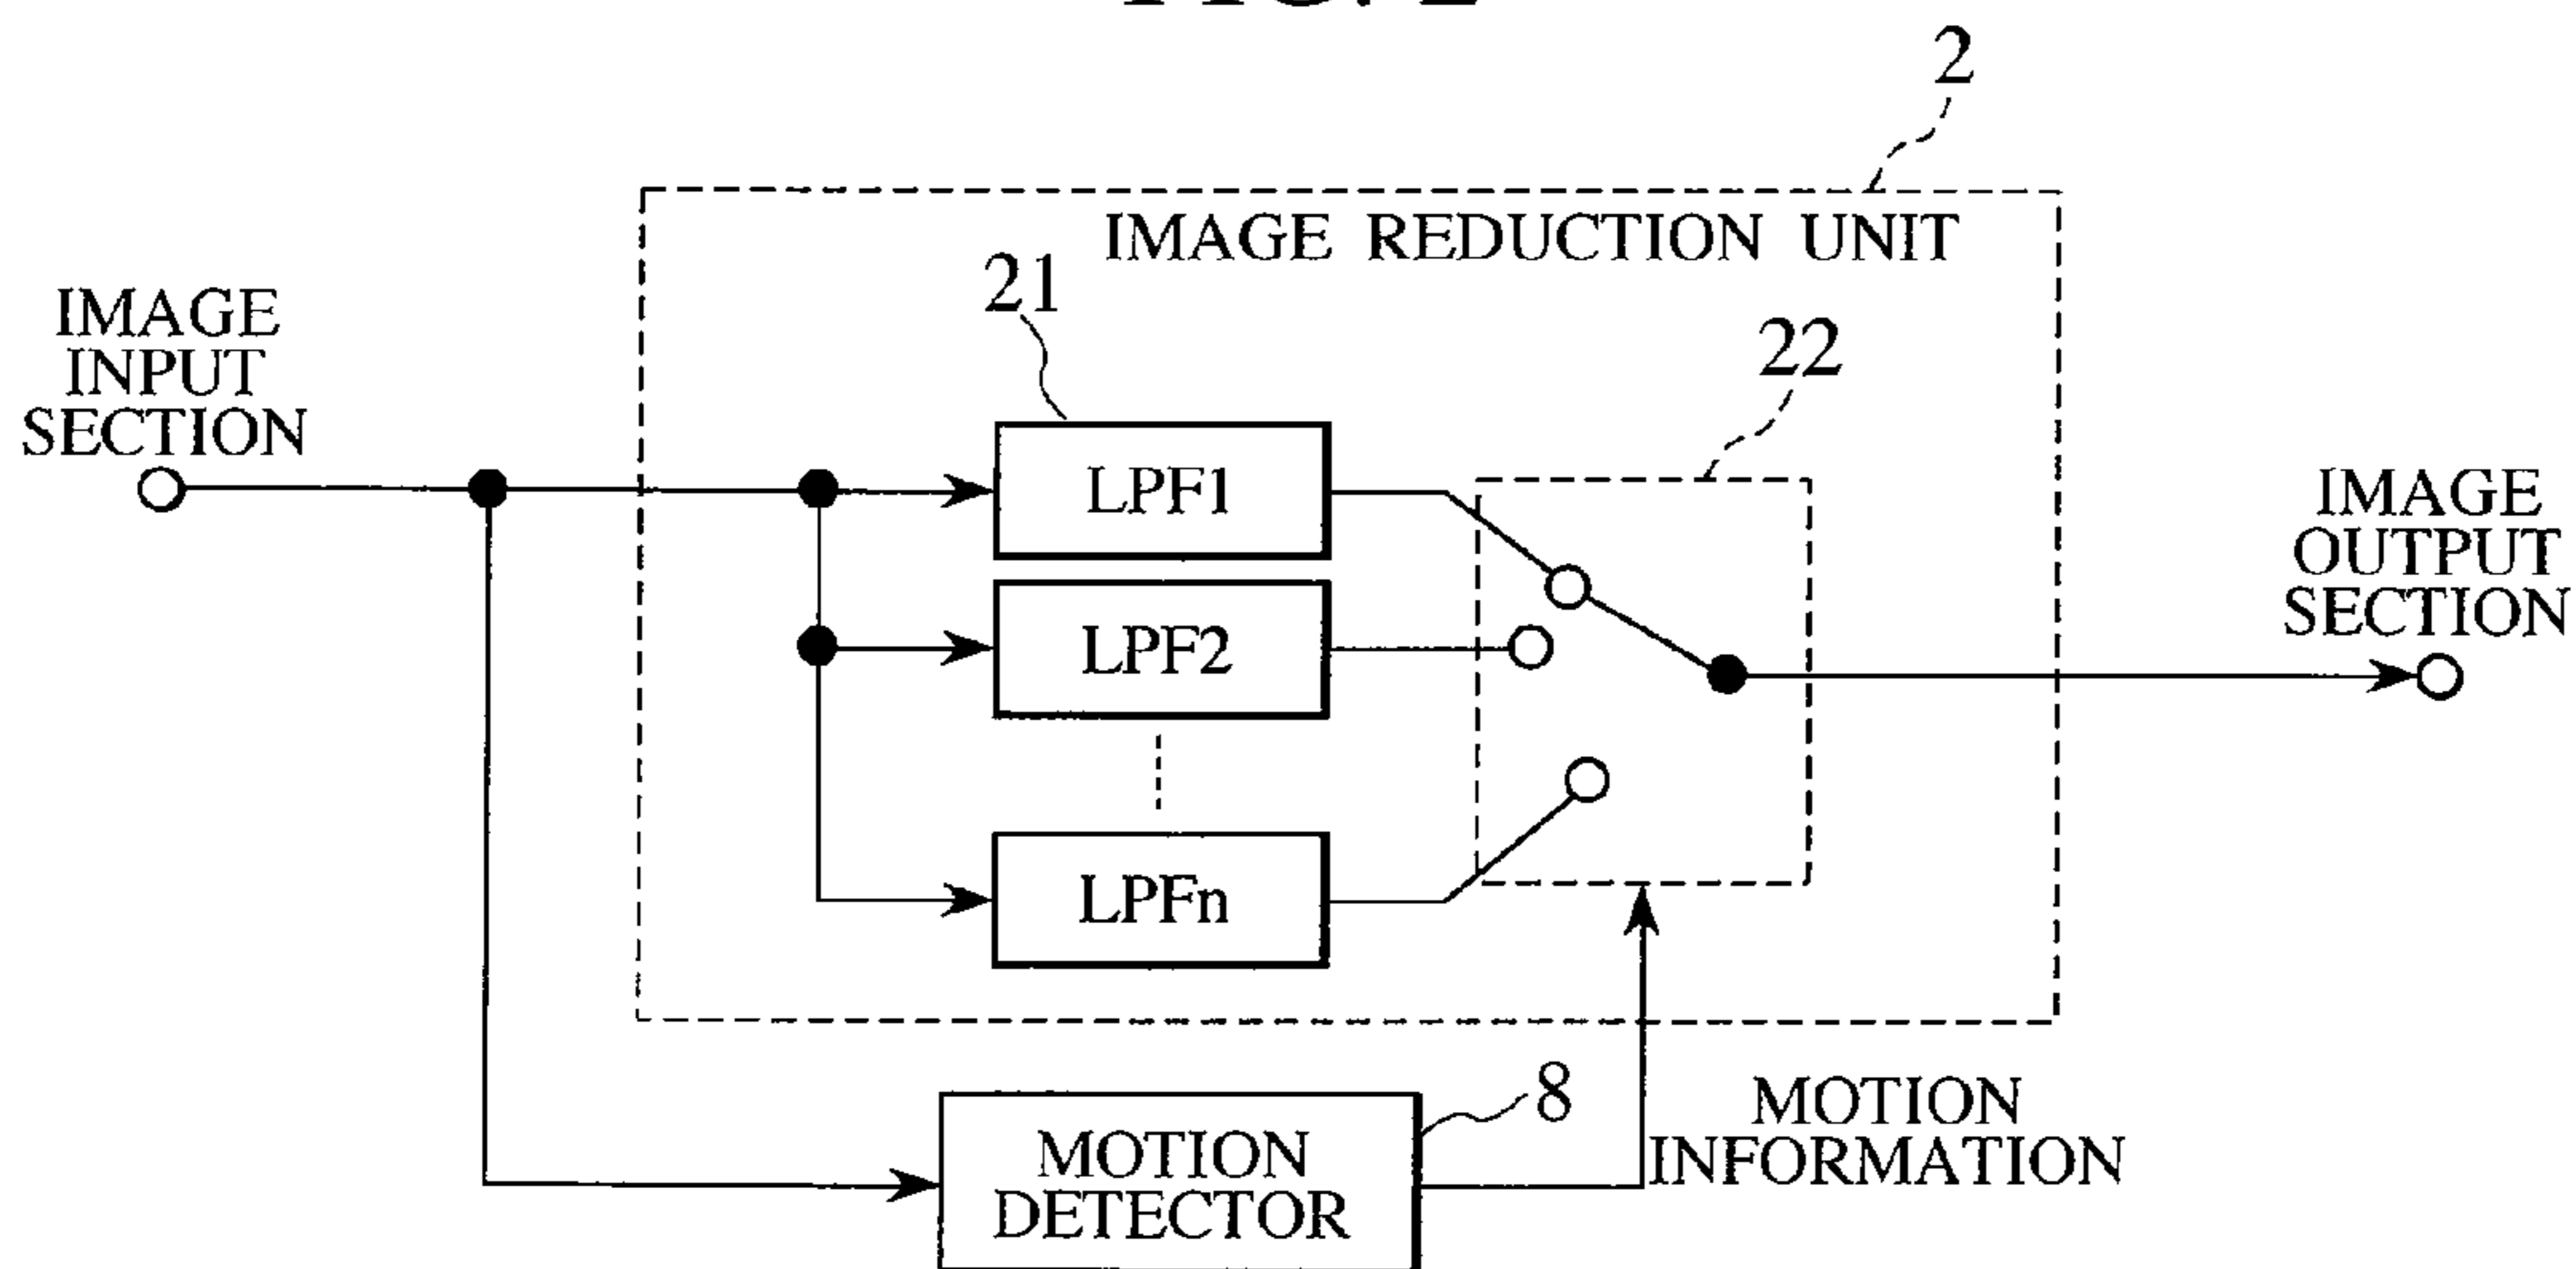 2
IMAGE REDUCTION UNIT
21
IMAGE
INPUT
SECTION
22
LPF1
IMAGE
OUTPUT
SECTION
LPF2
LPFn
8
MOTION
DETECTOR
MOTION
INFORMATION